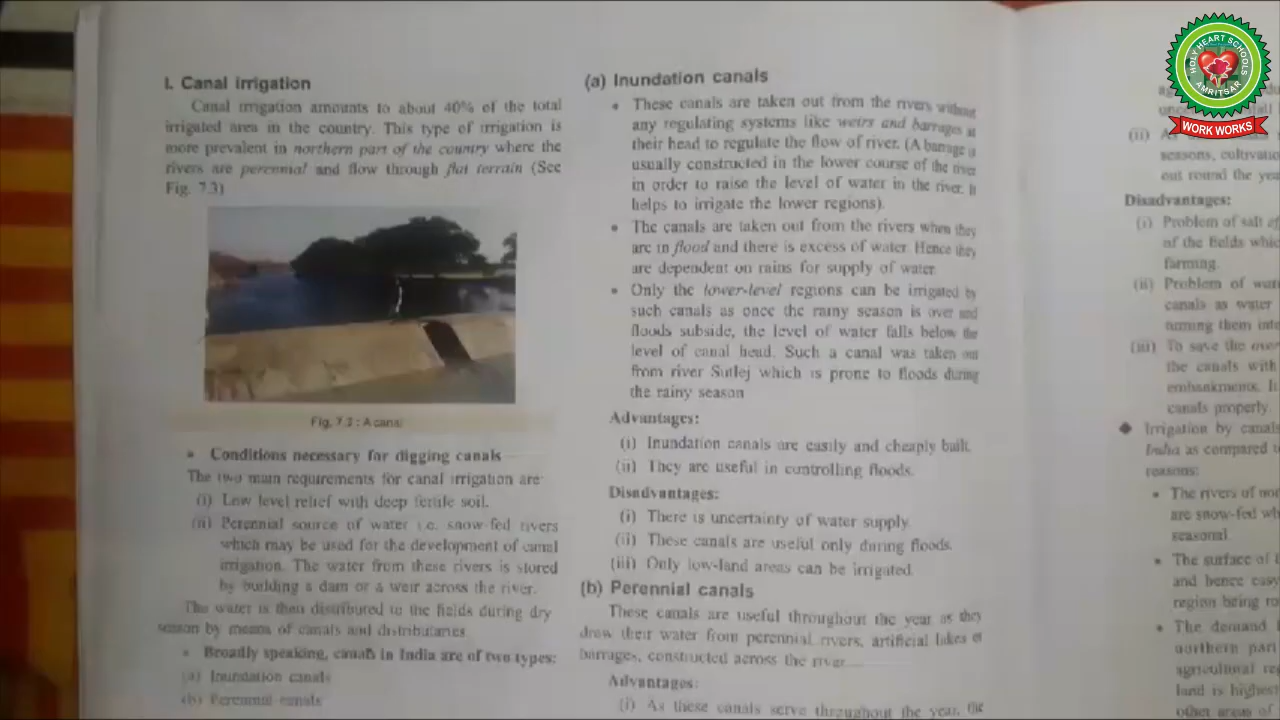 I. Canal irrigation
Canal irrigation amounts to about 40% of the total
irrigated area in the country. This type of irrigation is
more prevalent in northern part of the country where the
rivers are perennial and flow through flat terrain (See
Fig. 7.3)
Fig. 7.3 : A canal
• Conditions necessary for digging canals
The two main requirements for canal irrigation are
(i) Low level relief with deep fertile soil.
(ii) Perennial source of water i.e. snow-fed rivers
which may be used for the development of canal
irrigation. The water from these rivers is stored
by building a dam or a weir across the river.
The water is then distributed to the fields during dry
season by means of canals and distributaries
• Broadly speaking, canals in India are of two types:
(a) Inundation canals
(b) Perennial canals
(a) Inundation canals
• These canals are taken out from the rivers without
any regulating systems like weirs and barrages at
their head to regulate the flow of river. (A barrage is
usually constructed in the lower course of the river
in order to raise the level of water in the river. It
helps to irrigate the lower regions).
• The canals are taken out from the rivers when they
are in flood and there is excess of water. Hence they
are dependent on rains for supply of water.
• Only the lower-level regions can be irrigated by
such canals as once the rainy season is over and
floods subside, the level of water falls below the
level of canal head. Such a canal was taken out
from river Sutlej which is prone to floods during
the rainy season
Advantages:
(i) Inundation canals are easily and cheaply built.
(ii) They are useful in controlling floods.
Disadvantages:
(i) There is uncertainty of water supply
(ii) These canals are useful only during floods.
(iii) Only low-land areas can be irrigated.
(b) Perennial canals
These canals are useful throughout the year as they
draw their water from perennial rivers, artificial lakes or
barrages, constructed across the river.
Advantages:
(i) As these canals serve throughout the year, the
(ii)
seasons, cultivatio
out round the yea
Disadvantages:
(i) Problem of salt
of the fields whic
farming.
(ii) Problem of
canals as water
them
(iii) To save the
the canals with
embankments. I
canals properly.
◆ Irrigation by canals
India as compared t
reasons:
• The rivers of
are snow-fed wh
seasonal.
• The surface of
and hence easy
region being
• The demand
northern part
agricultural reg
land is highest
other areas of
HOLY HEART SCHOOLS
AMRITSAR
WORK WORKS